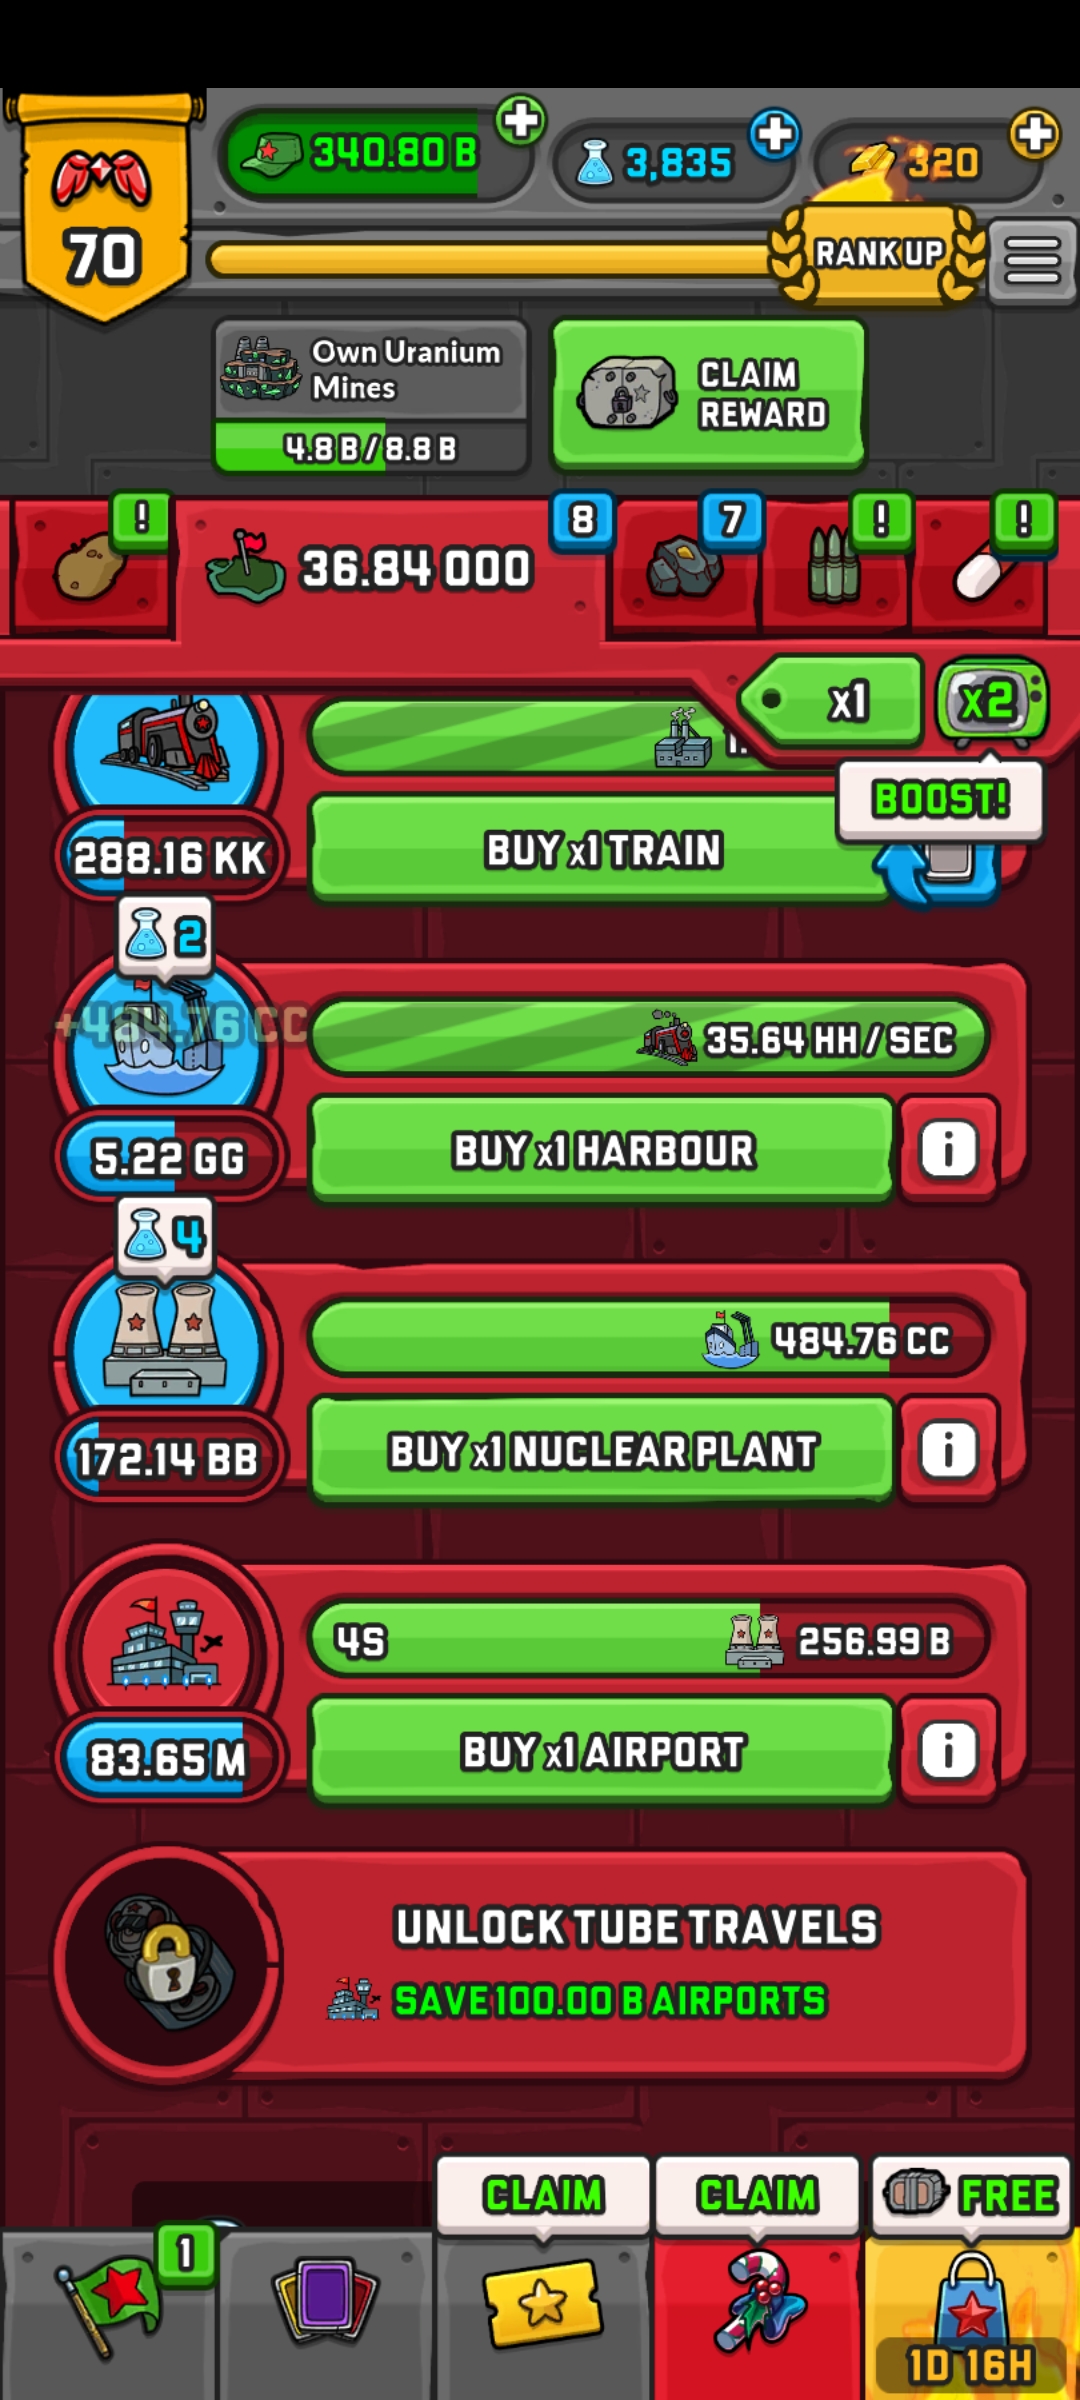 70
340.80 B
3,835
320
RANK UP
Own Uranium
Mines
4.8 B / 8.8 B
CLAIM
REWARD
!
36.84 000
8
7
!
!
x1
x2
BOOST!
288.16 KK
BUY x1 TRAIN
2
+484.76 CC
35.64 HH / SEC
5.22 GG
BUY x1 HARBOUR
i
4
484.76 CC
172.14 BB
BUY x1 NUCLEAR PLANT
i
4S
256.99 B
83.65 M
BUY x1 AIRPORT
i
UNLOCK TUBE TRAVELS
SAVE 100.00 B AIRPORTS
CLAIM
CLAIM
FREE
1
1D 16H